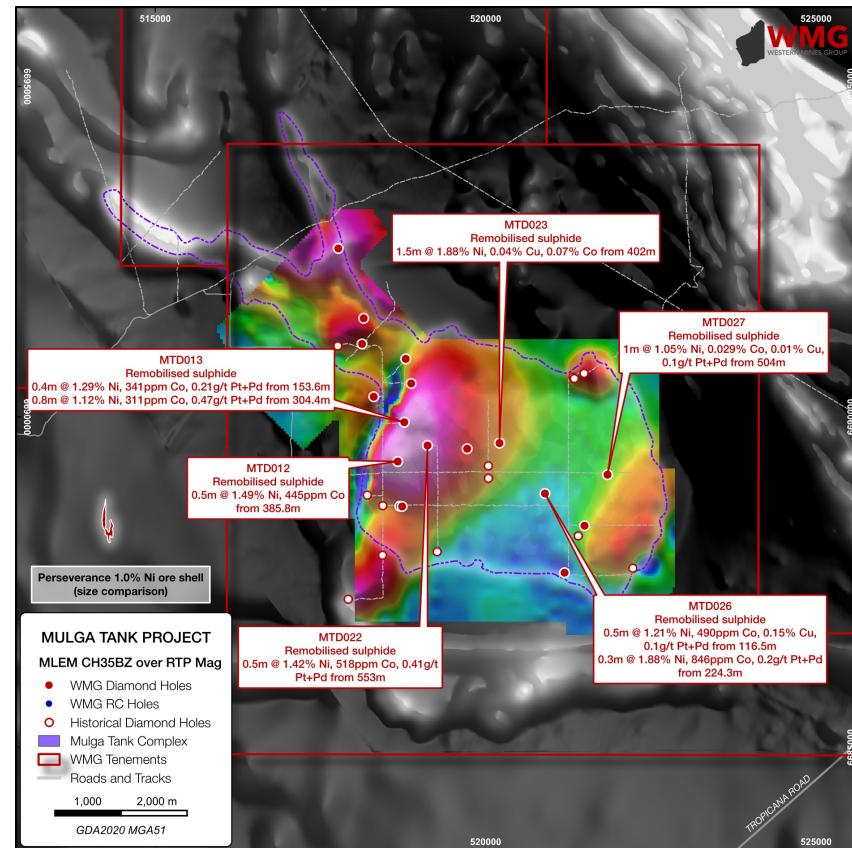 515000
520000
525000
WMG
WESTERN MINES GROUP
6695000
MTD023
Remobilised sulphide
1.5m @ 1.88% Ni, 0.04% Cu, 0.07% Co from 402m
MTD027
Remobilised sulphide
1m @ 1.05% Ni, 0.029% Co, 0.01% Cu,
0.1g/t Pt+Pd from 504m
MTD013
Remobilised sulphide
0.4m @ 1.29% Ni, 341ppm Co, 0.21g/t Pt+Pd from 153.6m
0.8m @ 1.12% Ni, 311ppm Co, 0.47g/t Pt+Pd from 304.4m
6690000
MTD012
Remobilised sulphide
0.5m @ 1.49% Ni, 445ppm Co
from 385.8m
Perseverance 1.0% Ni ore shell
(size comparison)
MTD026
Remobilised sulphide
0.5m @ 1.21% Ni, 490ppm Co, 0.15% Cu,
0.1g/t Pt+Pd from 116.5m
0.3m @ 1.88% Ni, 846ppm Co, 0.2g/t Pt+Pd
from 224.3m
MTD022
Remobilised sulphide
0.5m @ 1.42% Ni, 518ppm Co, 0.41g/t
Pt+Pd from 553m
MULGA TANK PROJECT
MLEM CH35BZ over RTP Mag
WMG Diamond Holes
WMG RC Holes
Historical Diamond Holes
Mulga Tank Complex
WMG Tenements
Roads and Tracks
1,000 2,000 m
GDA2020 MGA51
6685000
TROPICANA ROAD
520000
525000